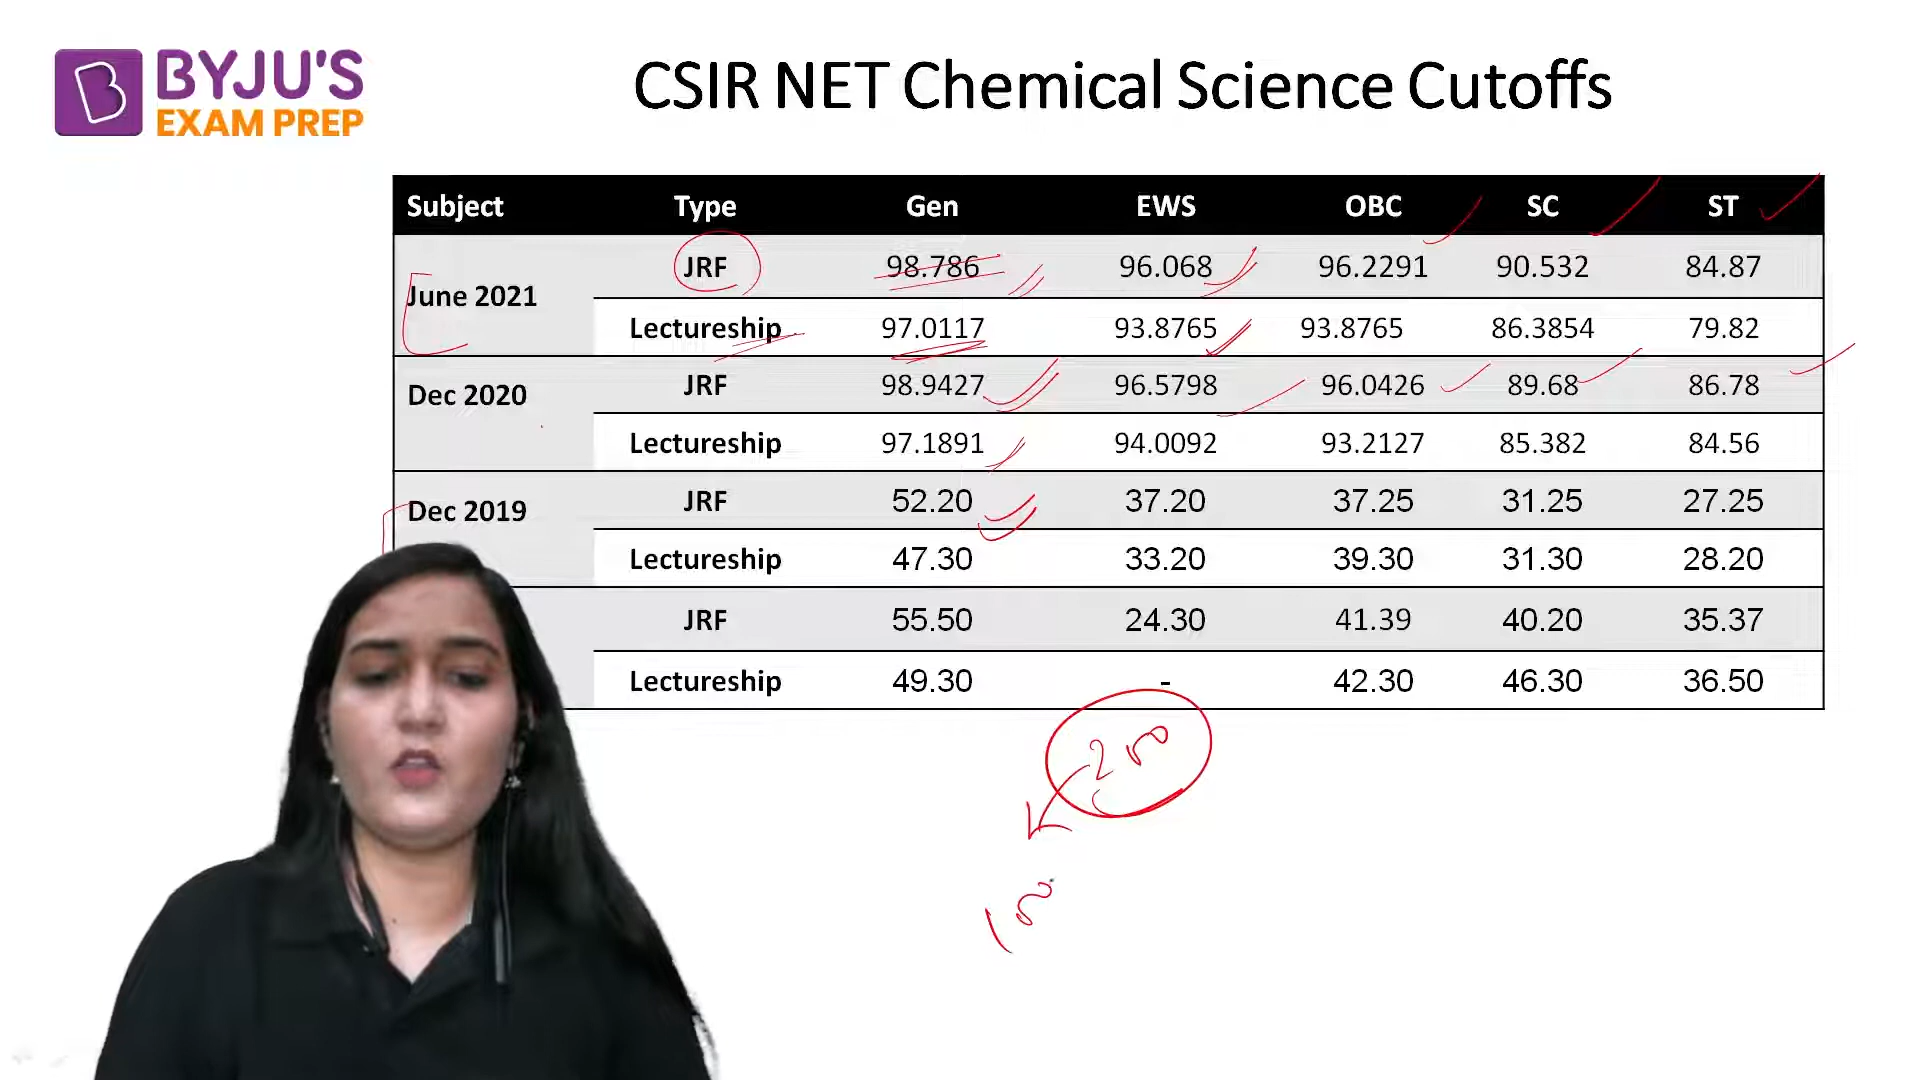 BYJU'S
EXAM PREP
CSIR NET Chemical Science Cutoffs
Subject Type Gen EWS OBC SC ST
June 2021 JRF 98.786 96.068 96.2291 90.532 84.87
Lectureship 97.0117 93.8765 93.8765 86.3854 79.82
Dec 2020 JRF 98.9427 96.5798 96.0426 89.68 86.78
Lectureship 97.1891 94.0092 93.2127 85.382 84.56
Dec 2019 JRF 52.20 37.20 37.25 31.25 27.25
Lectureship 47.30 33.20 39.30 31.30 28.20
JRF 55.50 24.30 41.39 40.20 35.37
Lectureship 49.30 - 42.30 46.30 36.50
200